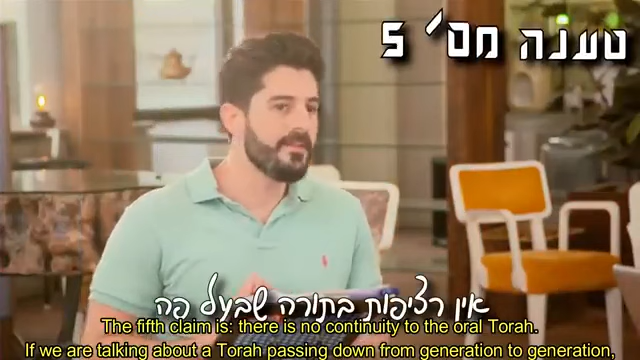 טענה מס׳ 5
אין רציפות בתורה שבעל פה
The fifth claim is: there is no continuity to the oral Torah.
If we are talking about a Torah passing down from generation to generation,